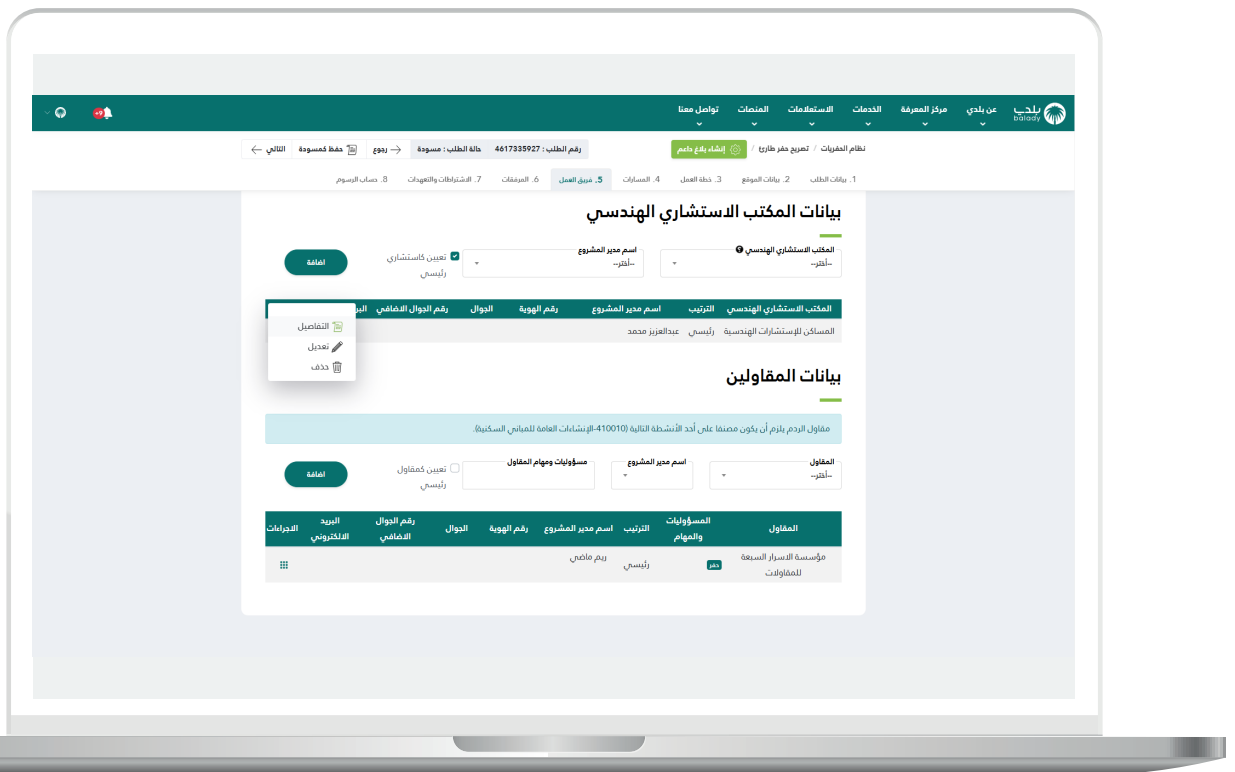 بلدي
balady
عن بلدي
مركز المعرفة
الخدمات
الاستعلامات
المنصات
تواصل معنا
+9
نظام الحفريات / تصريح حفر طارئ / إنشاء بلاغ داعم
رقم الطلب : 4617335927
حالة الطلب : مسودة
رجوع
حفظ كمسودة
التالي
1. بيانات الطلب
2. بيانات الموقع
3. خطة العمل
4. المسارات
5. فريق العمل
6. المرفقات
7. الاشتراطات والتعهدات
8. حساب الرسوم
بيانات المكتب الاستشاري الهندسي
المكتب الاستشاري الهندسي
--أختر--
اسم مدير المشروع
--أختر--
تعيين كاستشاري
رئيسي
اضافة
المكتب الاستشاري الهندسي الترتيب اسم مدير المشروع رقم الهوية الجوال رقم الجوال الاضافي
المساكن للإستشارات الهندسية رئيسي عبدالعزيز محمد
التفاصيل
تعديل
حذف
بيانات المقاولين
مقاول الردم يلزم أن يكون مصنفا على أحد الأنشطة التالية (410010-الإنشاءات العامة للمباني السكنية).
المقاول
--أختر--
اسم مدير المشروع
مسؤوليات ومهام المقاول
تعيين كمقاول
رئيسي
اضافة
المقاول
المسؤوليات
والمهام
الترتيب
اسم مدير المشروع
رقم الهوية
الجوال
رقم الجوال
الاضافي
البريد
الالكتروني
الاجراءات
مؤسسة الاسرار السبعة
للمقاولات
حفر
رئيسي
ريم ماضي